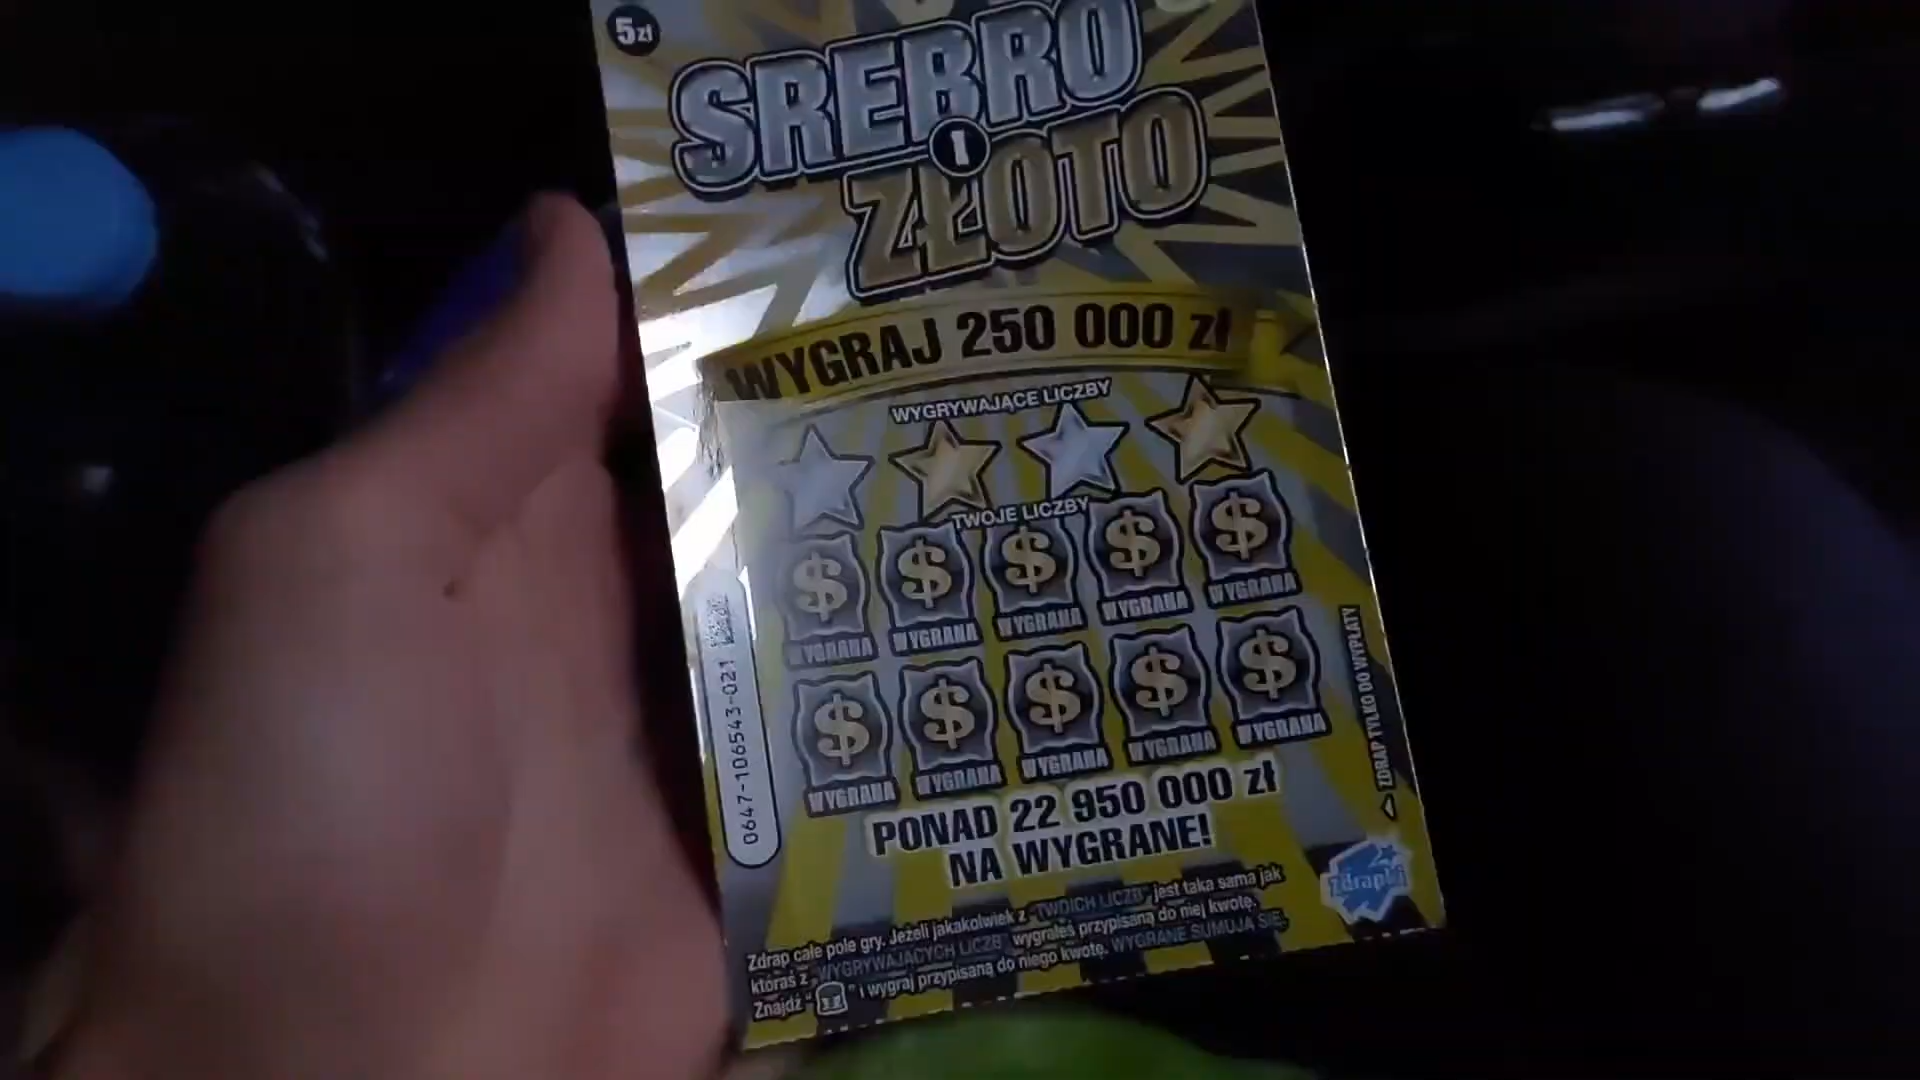 5zł
SREBRO
I
ZŁOTO
WYGRAJ 250 000 zł
WYGRYWAJĄCE LICZBY
TWOJE LICZBY
$ $ $ $ $
WYGRANA WYGRANA WYGRANA WYGRANA WYGRANA
$ $ $ $ $
WYGRANA WYGRANA WYGRANA WYGRANA WYGRANA
0647-106543-021
ZDRAP TYLKO DO WYPŁATY
PONAD 22 950 000 zł
NA WYGRANE!
Zdrapki
Zdrap całe pole gry. Jeżeli jakakolwiek z "TWOICH LICZB" jest taka sama jak
któraś z "WYGRYWAJĄCYCH LICZB" wygrałeś przypisaną do niej kwotę.
Znajdź " " i wygraj przypisaną do niego kwotę. WYGRANE SUMUJĄ SIĘ.